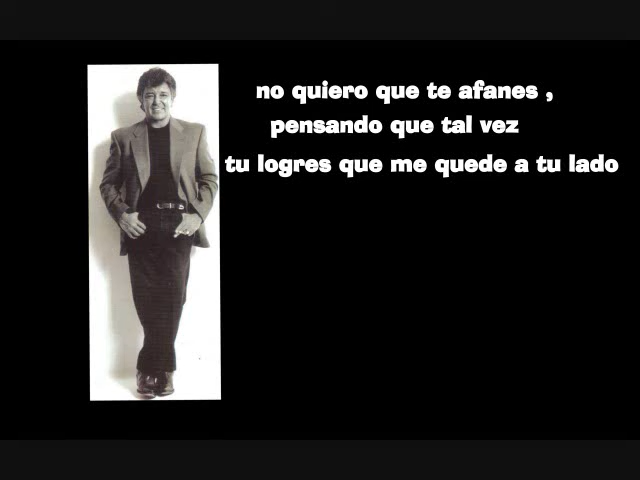 no quiero que te afanes ,
pensando que tal vez
tu logres que me quede a tu lado